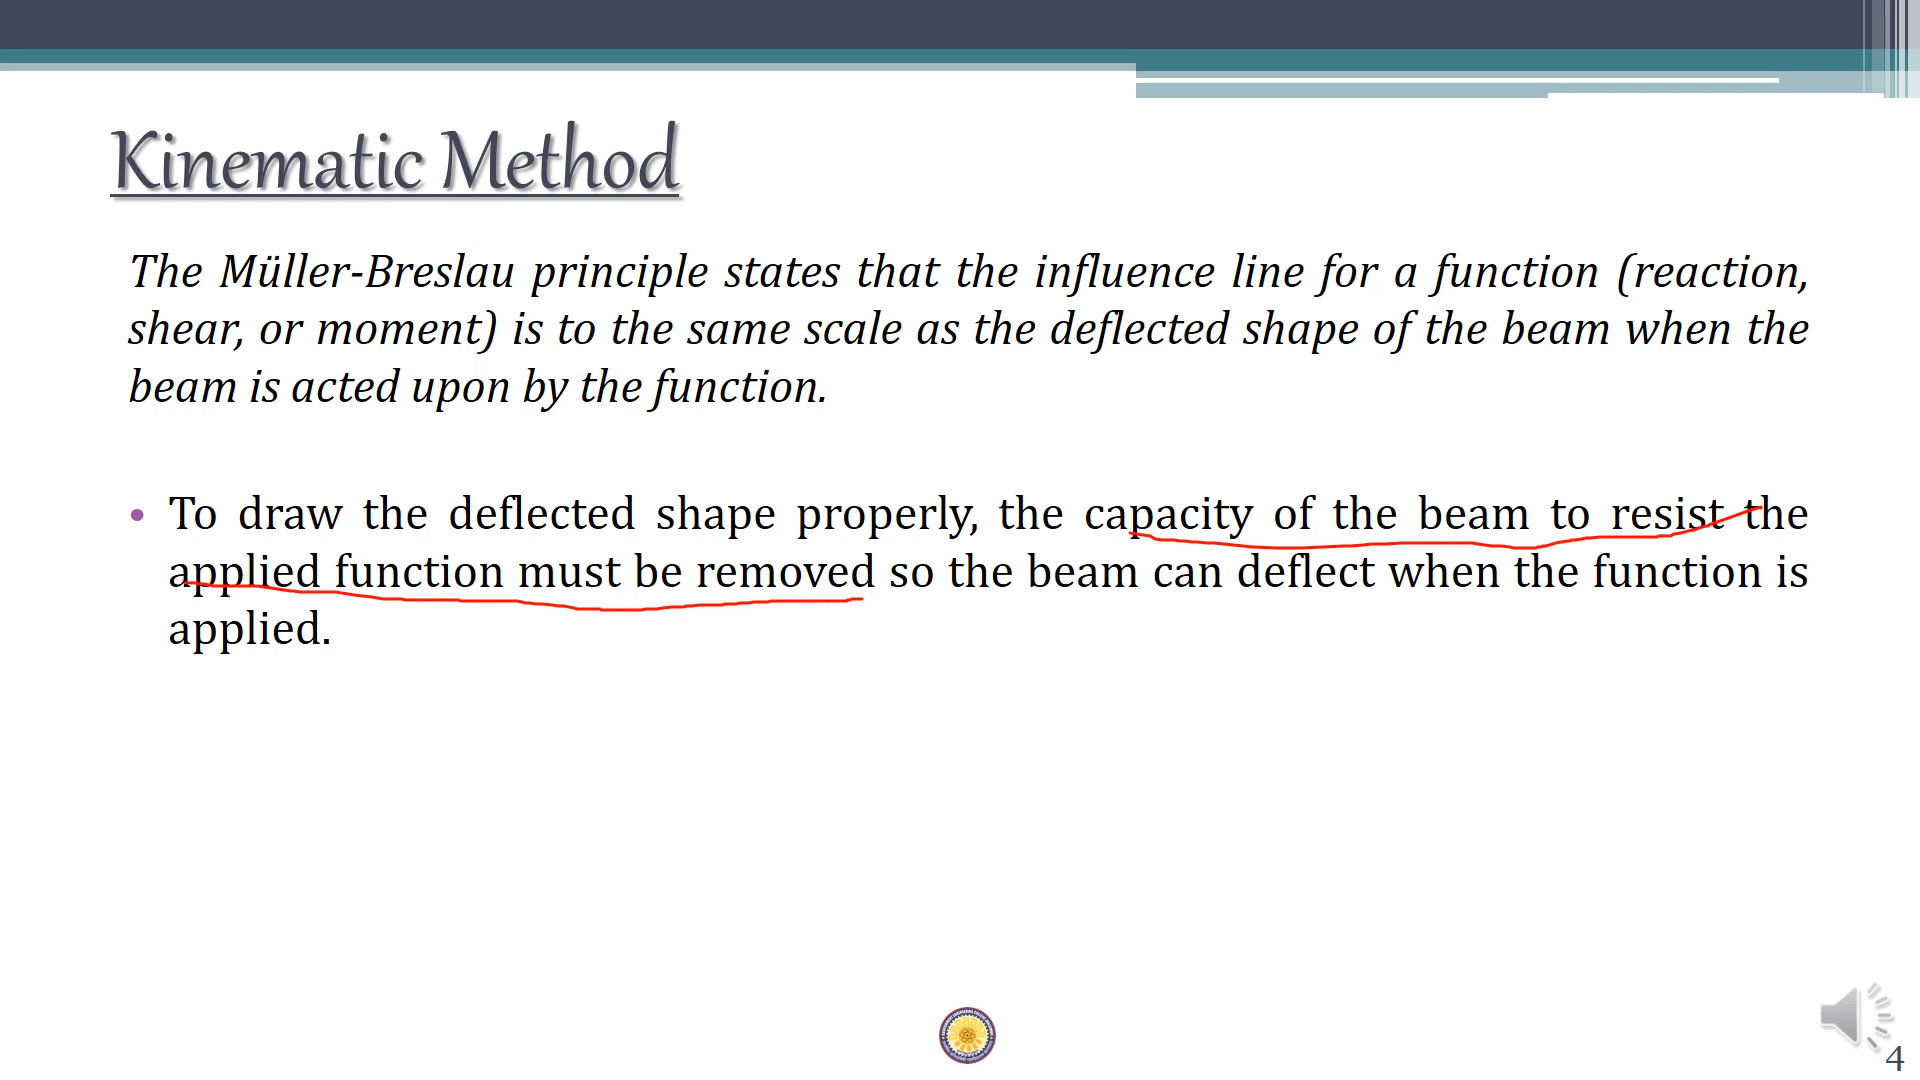 Kinematic Method
The Müller-Breslau principle states that the influence line for a function (reaction,
shear, or moment) is to the same scale as the deflected shape of the beam when the
beam is acted upon by the function.
• To draw the deflected shape properly, the capacity of the beam to resist the
applied function must be removed so the beam can deflect when the function is
applied.
4